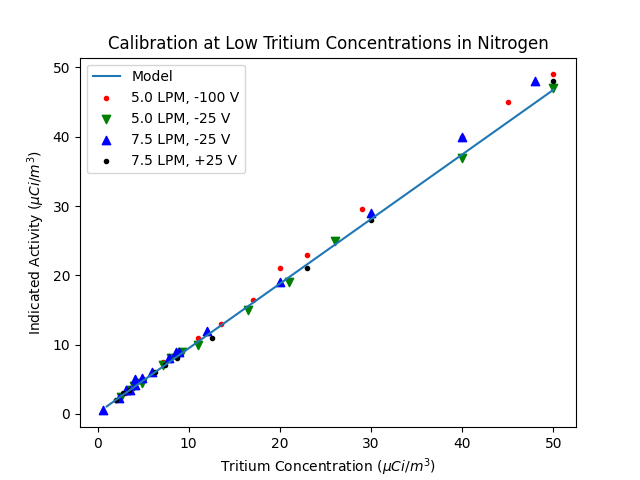 Calibration at Low Tritium Concentrations in Nitrogen
Model
5.0 LPM, -100 V
5.0 LPM, -25 V
7.5 LPM, -25 V
7.5 LPM, +25 V
Indicated Activity (μCi/m³)
50
40
30
20
10
0
0 10 20 30 40 50
Tritium Concentration (μCi/m³)